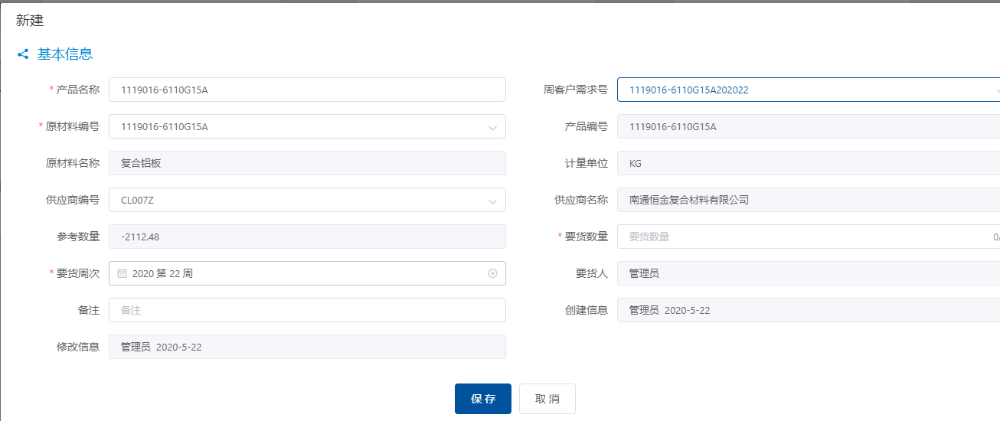 新建
基本信息
* 产品名称 1119016-6110G15A 周客户需求号 1119016-6110G15A202022
* 原材料编号 1119016-6110G15A 产品编号 1119016-6110G15A
原材料名称 复合铝板 计量单位 KG
供应商编号 CL007Z 供应商名称 南通恒金复合材料有限公司
参考数量 -2112.48 * 要货数量 要货数量 0/
* 要货周次 2020 第 22 周 要货人 管理员
备注 备注 创建信息 管理员 2020-5-22
修改信息 管理员 2020-5-22
保存 取消